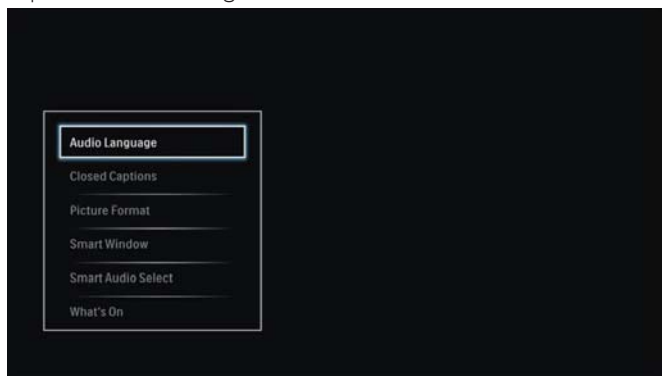 Audio Language
Closed Captions
Picture Format
Smart Window
Smart Audio Select
What's On